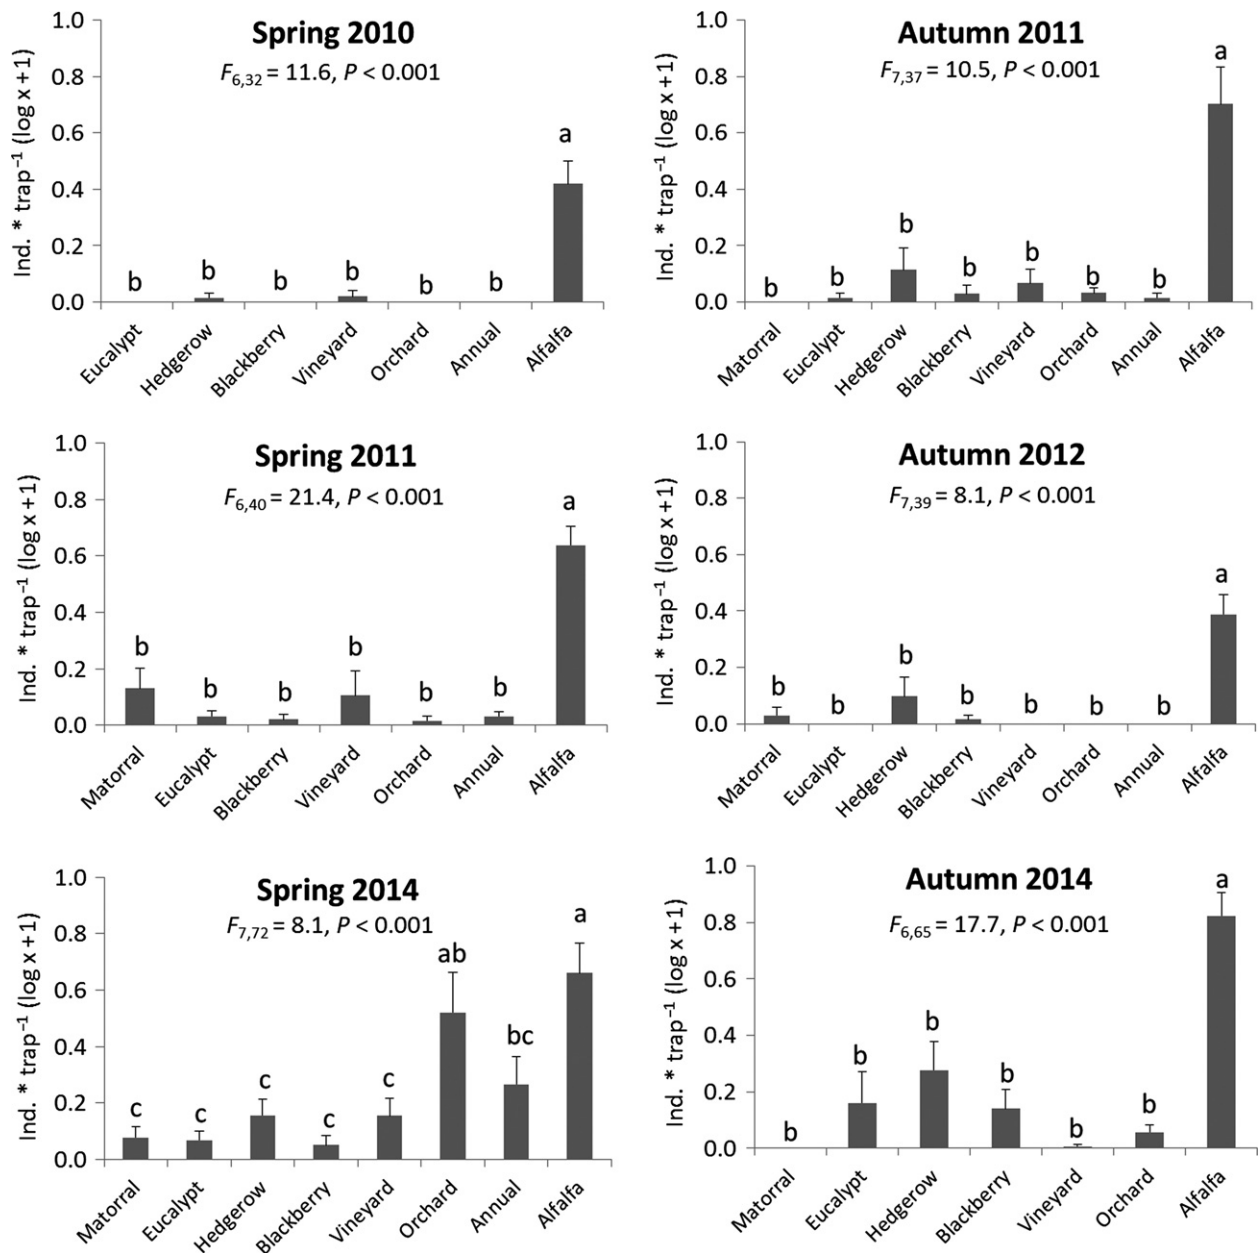 Spring 2010
F6,32 = 11.6, P < 0.001
Ind. * trap−1 (log x + 1)
1.0
0.8
0.6
0.4
0.2
0.0
b b b b b b a
Eucalypt Hedgerow Blackberry Vineyard Orchard Annual Alfalfa
Autumn 2011
F7,37 = 10.5, P < 0.001
Ind. * trap−1 (log x + 1)
1.0
0.8
0.6
0.4
0.2
0.0
b b b b b b b a
Matorral Eucalypt Hedgerow Blackberry Vineyard Orchard Annual Alfalfa
Spring 2011
F6,40 = 21.4, P < 0.001
Ind. * trap−1 (log x + 1)
1.0
0.8
0.6
0.4
0.2
0.0
b b b b b b a
Matorral Eucalypt Blackberry Vineyard Orchard Annual Alfalfa
Autumn 2012
F7,39 = 8.1, P < 0.001
Ind. * trap−1 (log x + 1)
1.0
0.8
0.6
0.4
0.2
0.0
b b b b b b b a
Matorral Eucalypt Hedgerow Blackberry Vineyard Orchard Annual Alfalfa
Spring 2014
F7,72 = 8.1, P < 0.001
Ind. * trap−1 (log x + 1)
1.0
0.8
0.6
0.4
0.2
0.0
c c c c c ab bc a
Matorral Eucalypt Hedgerow Blackberry Vineyard Orchard Annual Alfalfa
Autumn 2014
F6,65 = 17.7, P < 0.001
Ind. * trap−1 (log x + 1)
1.0
0.8
0.6
0.4
0.2
0.0
b b b b b b a
Matorral Eucalypt Hedgerow Blackberry Vineyard Orchard Alfalfa